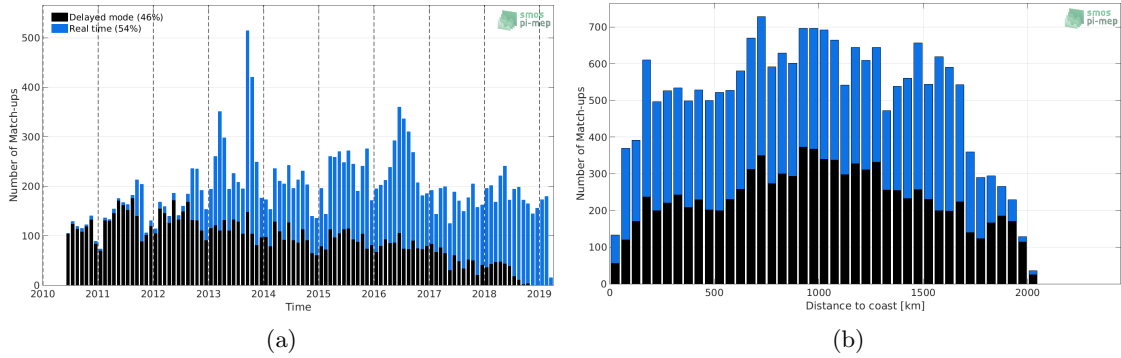 Delayed mode (46%)
Real time (54%)
smos
pi-mep
Number of Match-ups
500
400
300
200
100
0
2010 2011 2012 2013 2014 2015 2016 2017 2018 2019
Time
(a)
smos
pi-mep
Number of Match-ups
700
600
500
400
300
200
100
0
0 500 1000 1500 2000
Distance to coast [km]
(b)